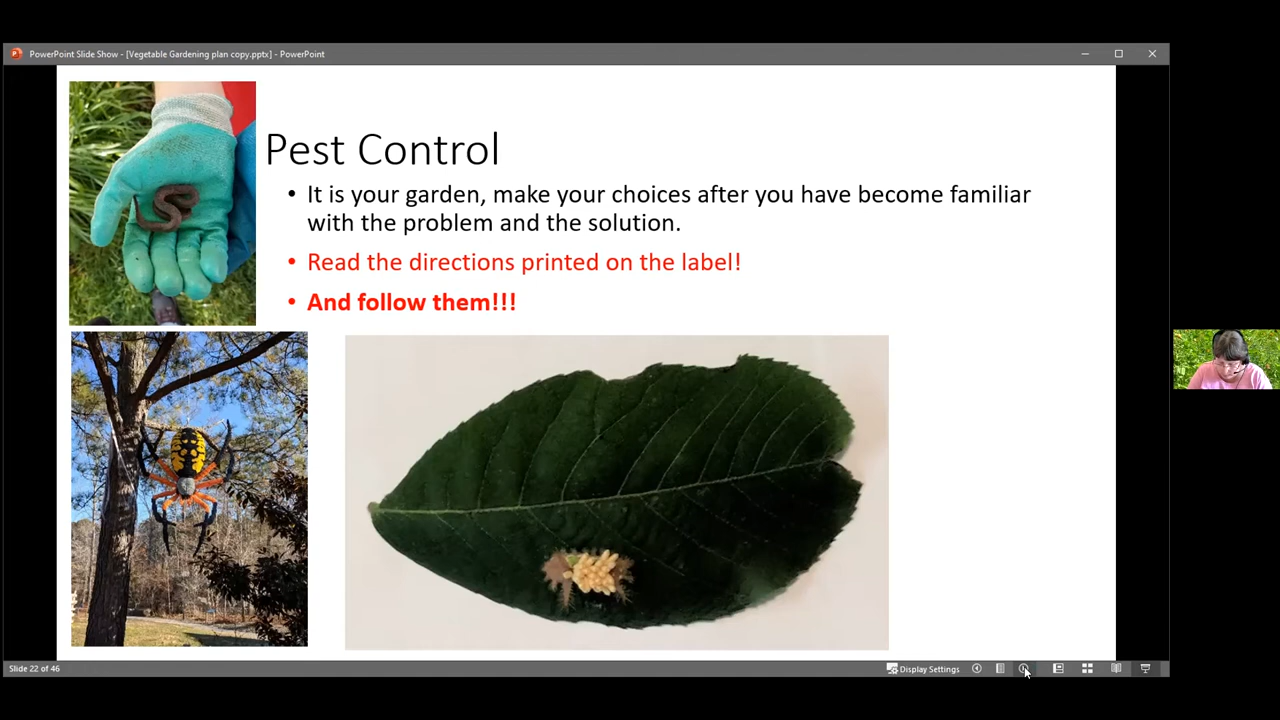 PowerPoint Slide Show - [Vegetable Gardening plan copy.pptx] - PowerPoint
Pest Control
• It is your garden, make your choices after you have become familiar
with the problem and the solution.
• Read the directions printed on the label!
• And follow them!!!
Slide 22 of 46
Display Settings